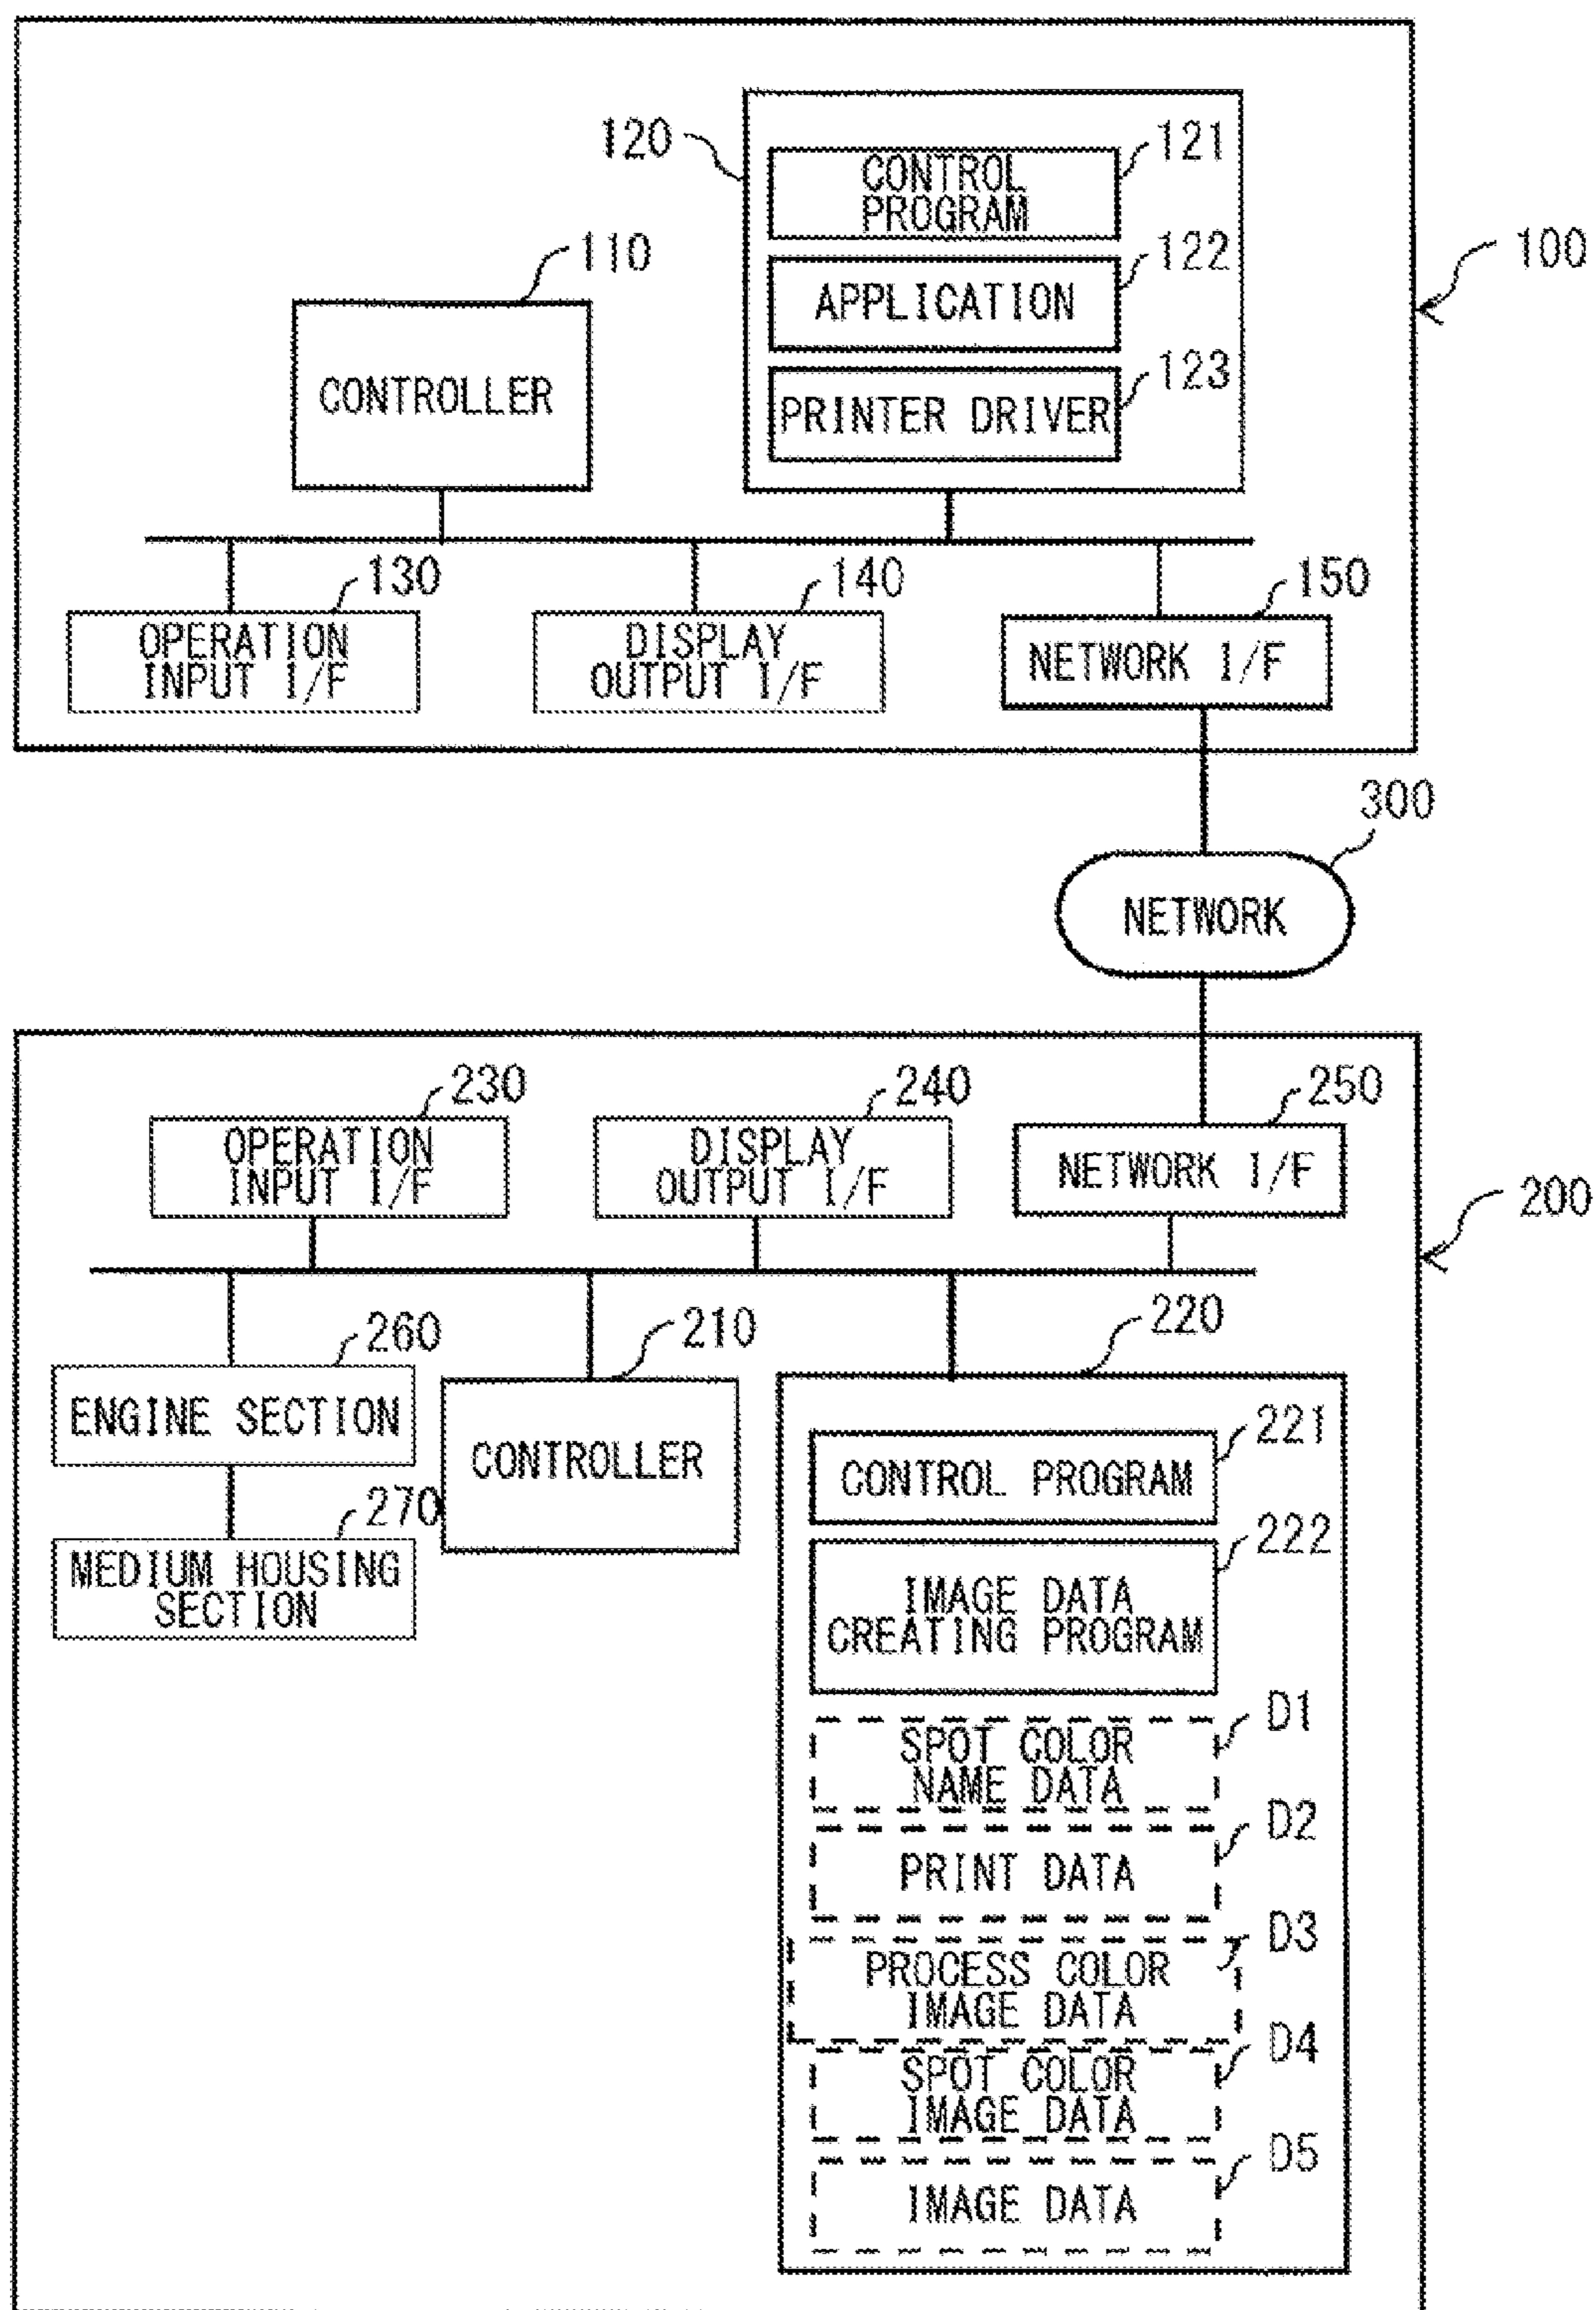 120
CONTROL
PROGRAM
121
110
APPLICATION
122
100
CONTROLLER
PRINTER DRIVER
123
130
OPERATION
INPUT I/F
140
DISPLAY
OUTPUT I/F
150
NETWORK I/F
300
NETWORK
230
OPERATION
INPUT I/F
240
DISPLAY
OUTPUT I/F
250
NETWORK I/F
200
260
ENGINE SECTION
210
CONTROLLER
220
270
MEDIUM HOUSING
SECTION
221
CONTROL PROGRAM
222
IMAGE DATA
CREATING PROGRAM
D1
SPOT COLOR
NAME DATA
D2
PRINT DATA
D3
PROCESS COLOR
IMAGE DATA
D4
SPOT COLOR
IMAGE DATA
D5
IMAGE DATA